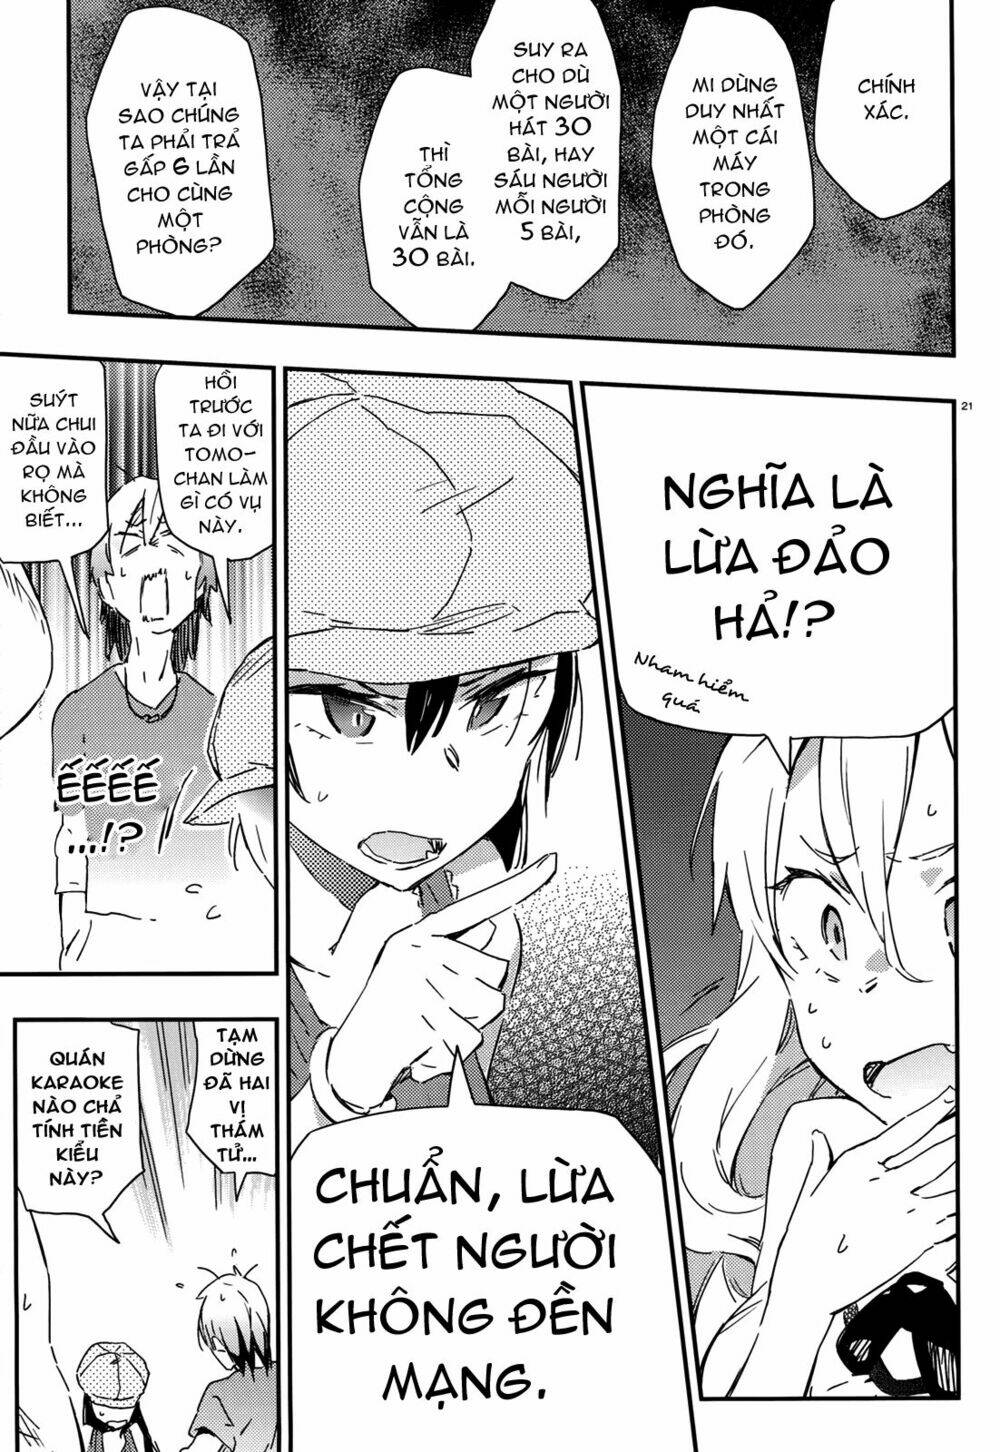 CHÍNH
XÁC.
MI DÙNG
DUY NHẤT
MỘT CÁI
MÁY
TRONG
PHÒNG
ĐÓ.
SUY RA
CHO DÙ
MỘT NGƯỜI
HÁT 30
BÀI, HAY
SÁU NGƯỜI
MỖI NGƯỜI
5 BÀI,
THÌ
TỔNG
CỘNG
VẪN LÀ
30 BÀI.
VẬY TẠI
SAO CHÚNG
TA PHẢI TRẢ
GẤP 6 LẦN
CHO CÙNG
MỘT
PHÒNG?
21
NGHĨA LÀ
LỪA ĐẢO
HẢ!?
Nham hiểm
quá
CHUẨN, LỪA
CHẾT NGƯỜI
KHÔNG ĐỀN
MẠNG.
HỒI
TRƯỚC
TA ĐI VỚI
TOMO-
CHAN LÀM
GÌ CÓ VỤ
NÀY.
SUÝT
NỮA CHUI
ĐẦU VÀO
RỌ MÀ
KHÔNG
BIẾT...
ẾẾẾẾ
...!?
TẠM
DỪNG
ĐÃ HAI
VỊ
THÁM
TỬ...
QUÁN
KARAOKE
NÀO CHẢ
TÍNH TIỀN
KIỂU
NÀY?